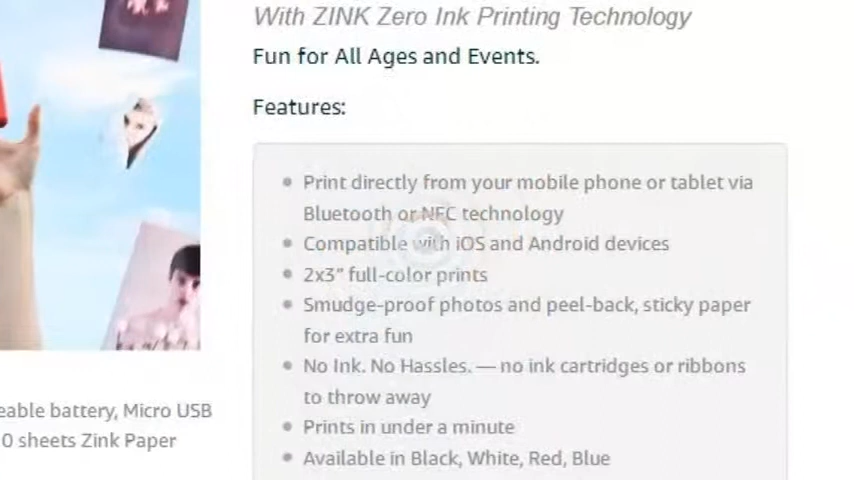 With ZINK Zero Ink Printing Technology
Fun for All Ages and Events.
Features:
Print directly from your mobile phone or tablet via
Bluetooth or NFC technology
Compatible with iOS and Android devices
2x3" full-color prints
Smudge-proof photos and peel-back, sticky paper
for extra fun
No Ink. No Hassles. — no ink cartridges or ribbons
to throw away
Prints in under a minute
Available in Black, White, Red, Blue
eable battery, Micro USB
0 sheets Zink Paper